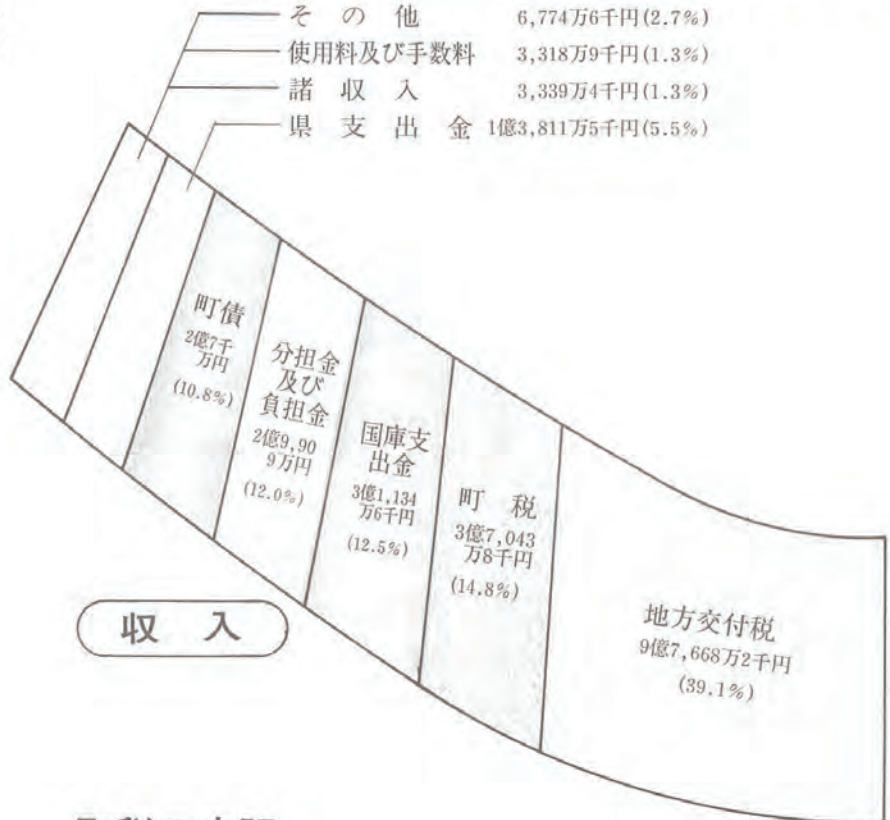 その他 6,774万6千円(2.7%)
使用料及び手数料 3,318万9千円(1.3%)
諸収入 3,339万4千円(1.3%)
県支出金 1億3,811万5千円(5.5%)
町債
2億7千
万円
(10.8%)
分担金
及び
負担金
2億9,90
9万円
(12.0%)
国庫支
出金
3億1,134
万6千円
(12.5%)
町税
3億7,043
万8千円
(14.8%)
地方交付税
9億7,668万2千円
(39.1%)
収入